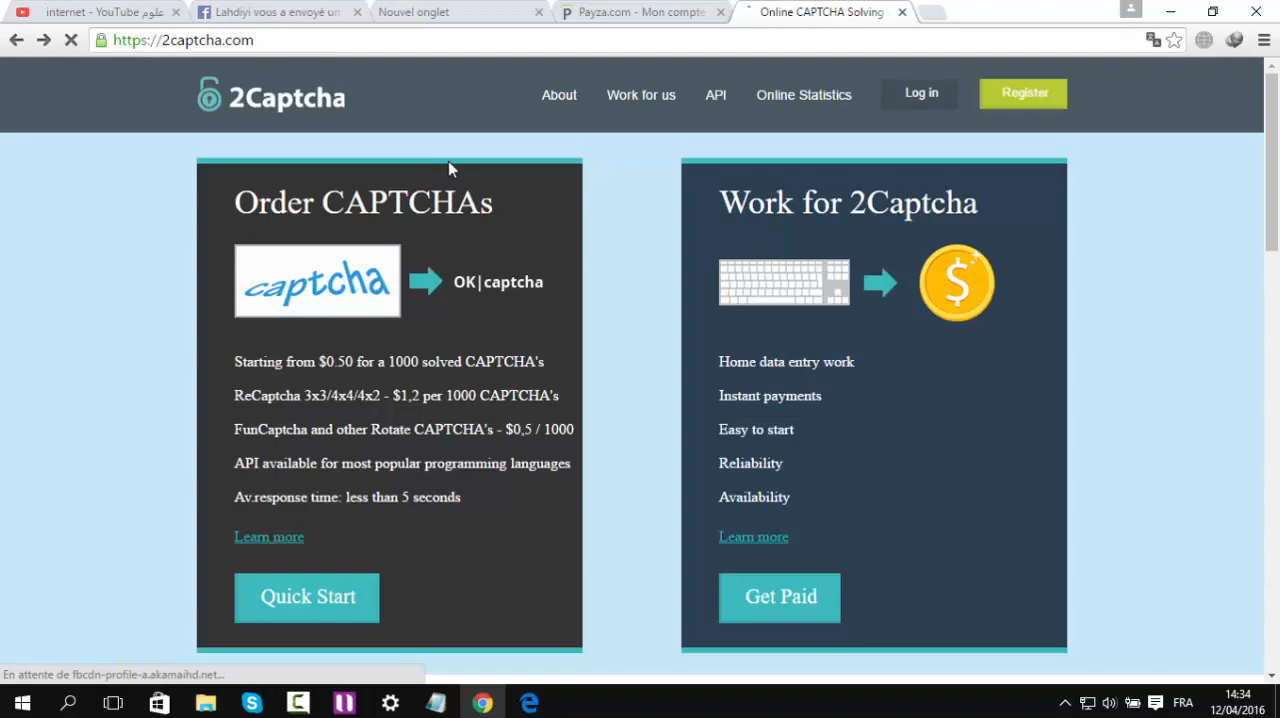 internet - YouTube علوم
Lahdiyi vous a envoyé un
Nouvel onglet
Payza.com - Mon compte
Online CAPTCHA Solving
https://2captcha.com
2Captcha
About
Work for us
API
Online Statistics
Log in
Register
Order CAPTCHAs
captcha
OK|captcha
Starting from $0.50 for a 1000 solved CAPTCHA's
ReCaptcha 3x3/4x4/4x2 - $1,2 per 1000 CAPTCHA's
FunCaptcha and other Rotate CAPTCHA's - $0,5 / 1000
API available for most popular programming languages
Av.response time: less than 5 seconds
Learn more
Quick Start
Work for 2Captcha
$
Home data entry work
Instant payments
Easy to start
Reliability
Availability
Learn more
Get Paid
En attente de fbcdn-profile-a.akamaihd.net...
FRA
14:34
12/04/2016